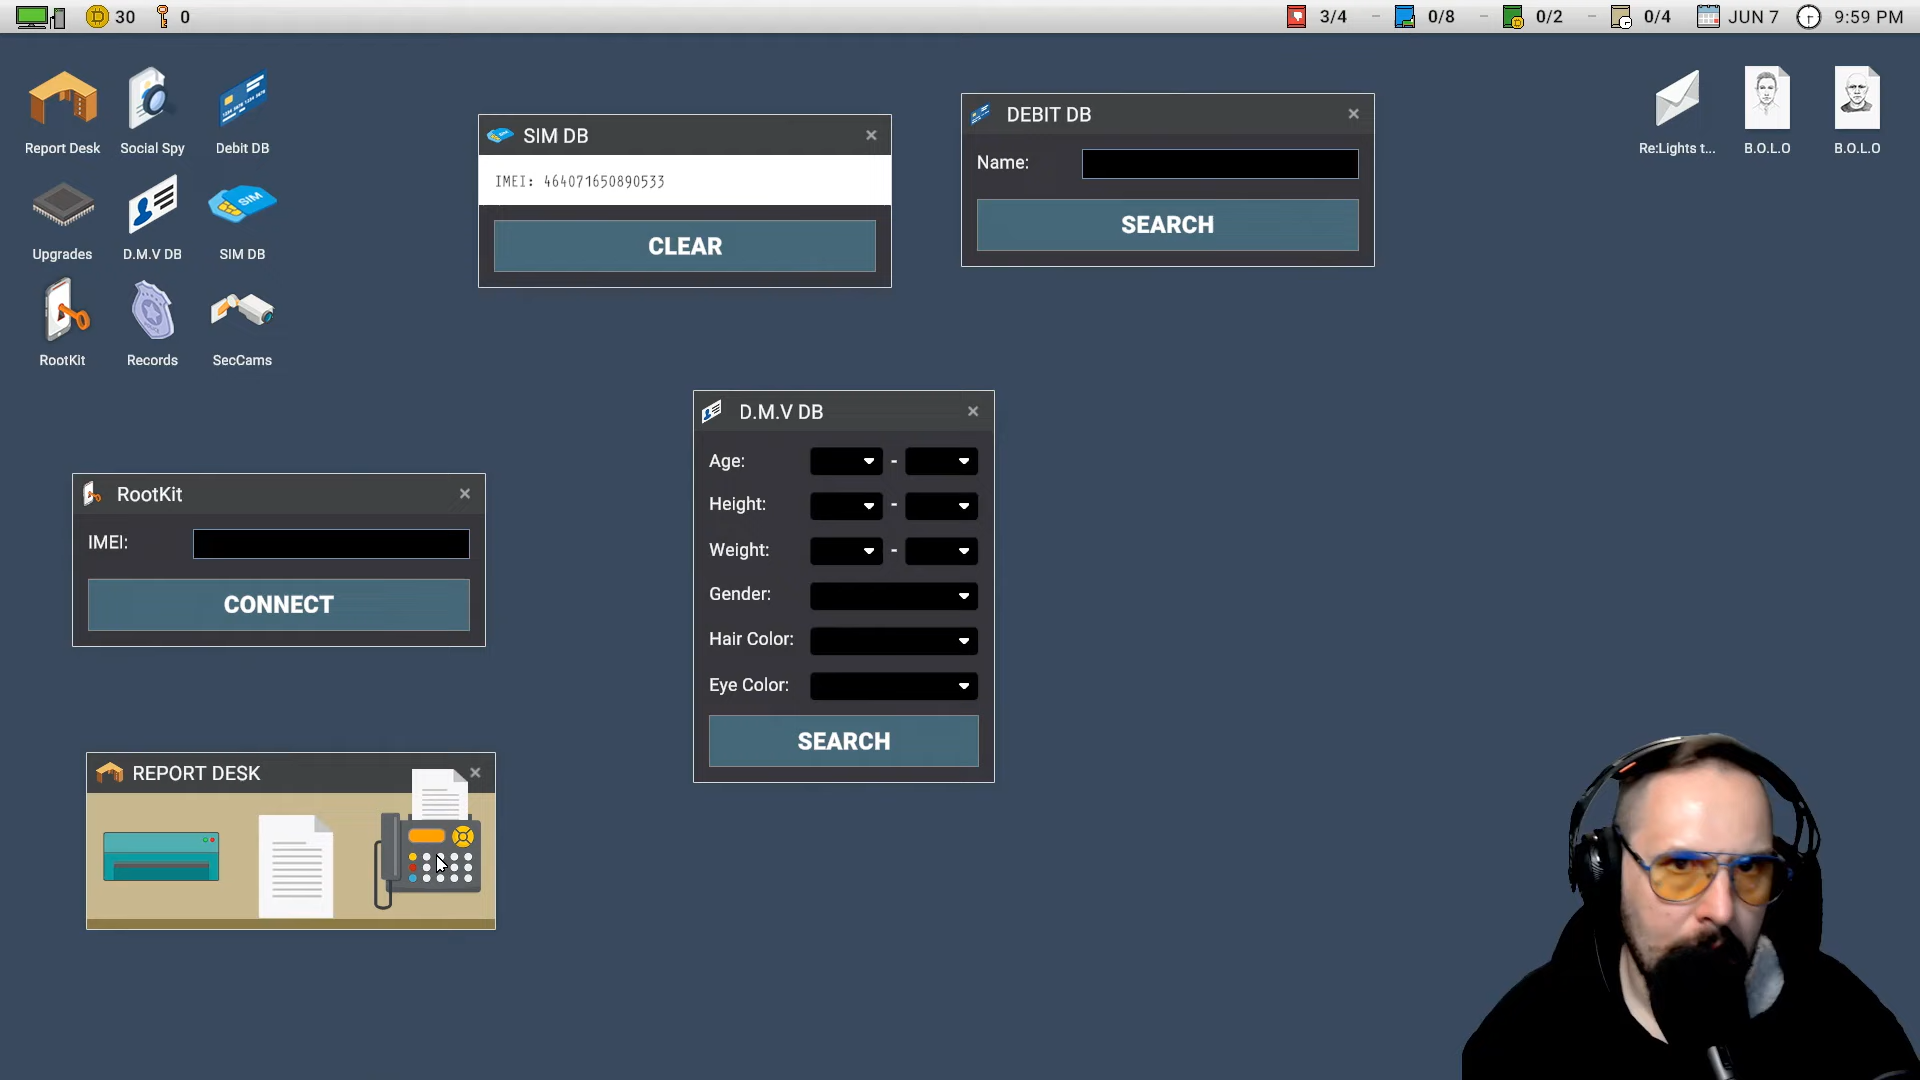 30
0
3/4
0/8
0/2
0/4
JUN 7
9:59 PM
Report Desk
Social Spy
Debit DB
Upgrades
D.M.V DB
SIM DB
RootKit
Records
SecCams
Re:Lights t...
B.O.L.O
B.O.L.O
SIM DB
IMEI: 464071650890533
CLEAR
DEBIT DB
Name:
SEARCH
RootKit
IMEI:
CONNECT
D.M.V DB
Age: -
Height: -
Weight: -
Gender:
Hair Color:
Eye Color:
SEARCH
REPORT DESK